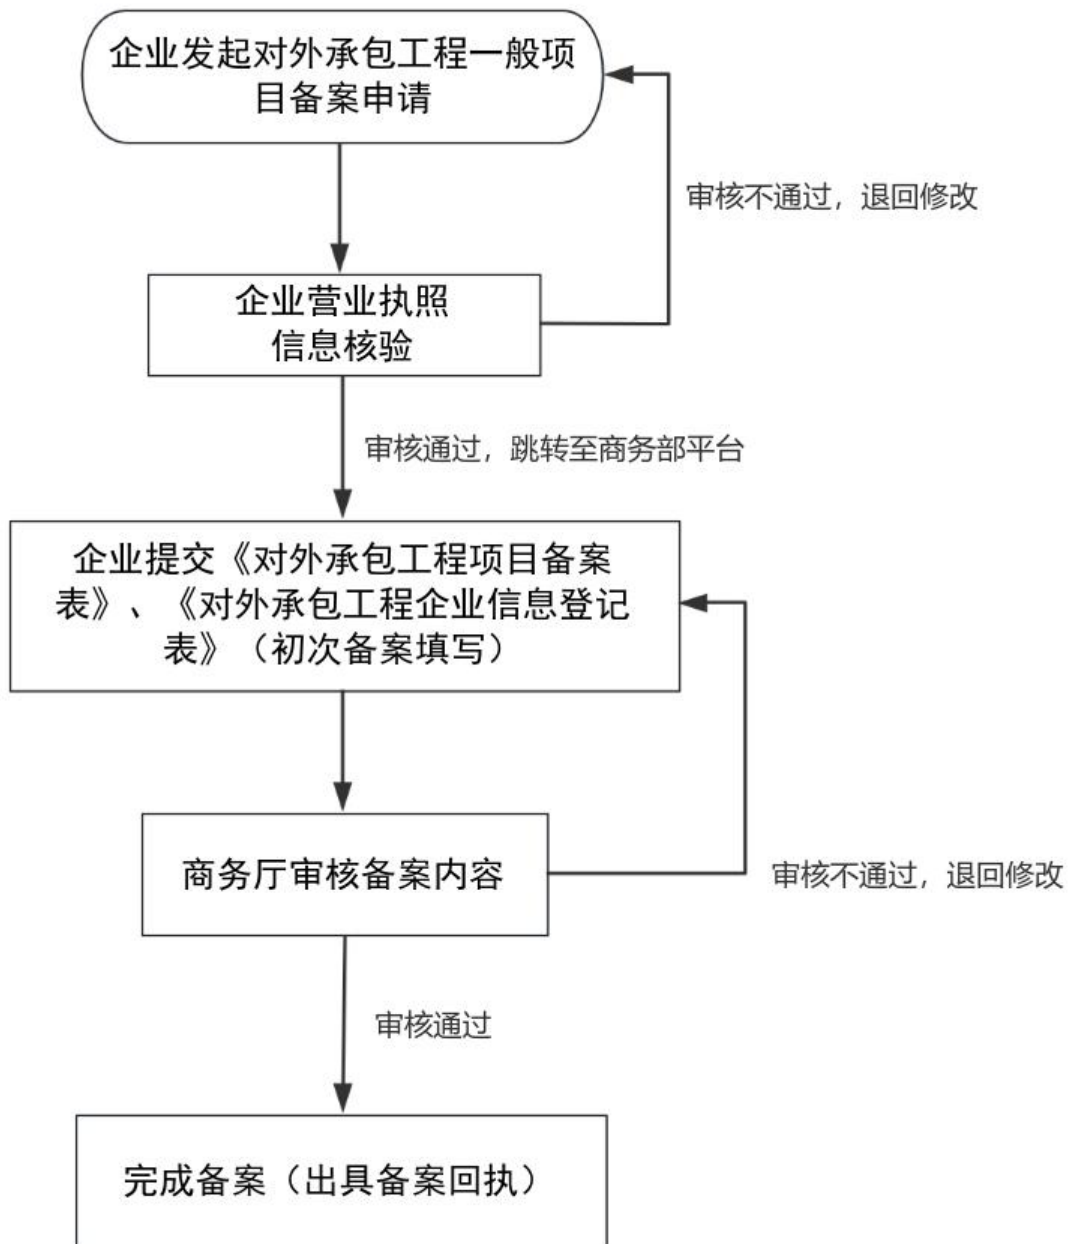 企业发起对外承包工程一般项
目备案申请
审核不通过，退回修改
企业营业执照
信息核验
审核通过，跳转至商务部平台
企业提交《对外承包工程项目备案
表》、《对外承包工程企业信息登记
表》（初次备案填写）
商务厅审核备案内容
审核不通过，退回修改
审核通过
完成备案（出具备案回执）